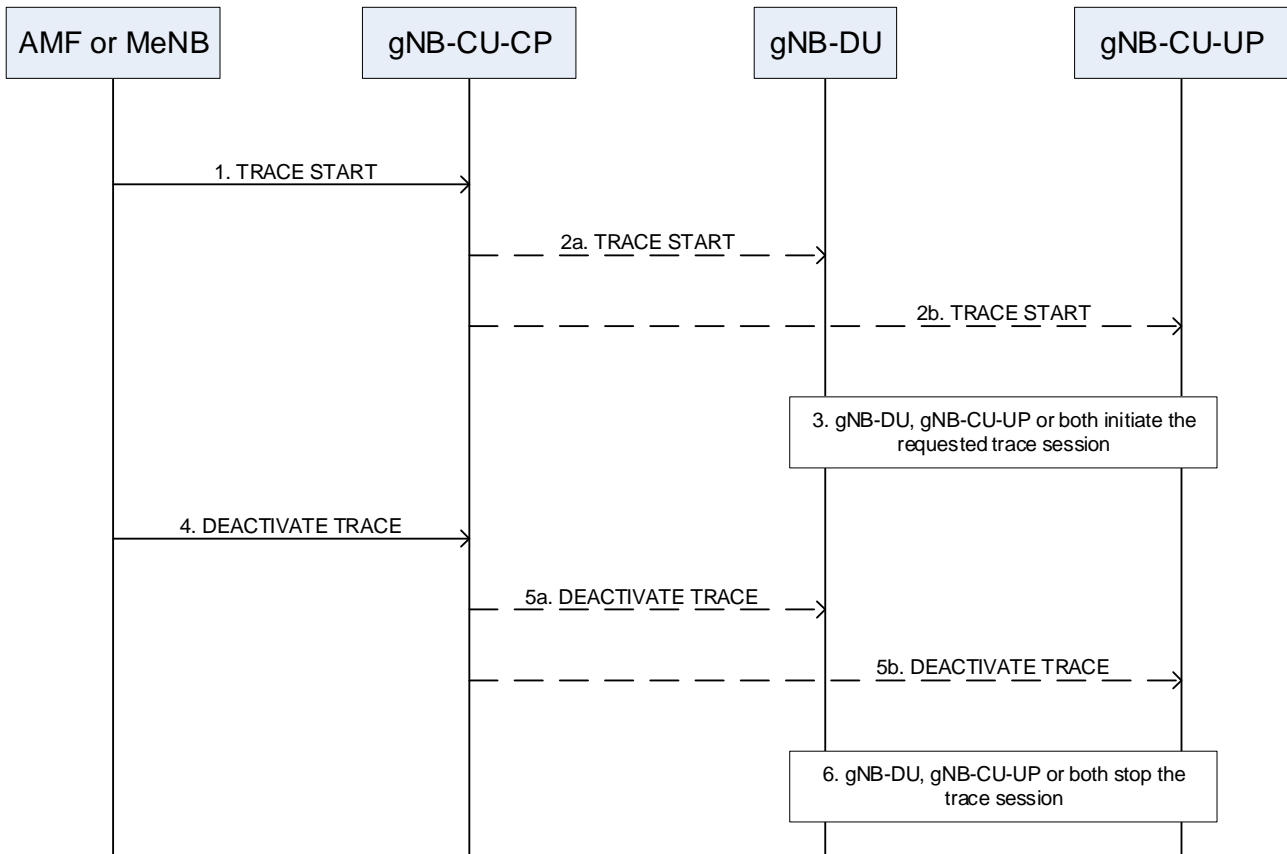 AMF or MeNB
gNB-CU-CP
gNB-DU
gNB-CU-UP
1. TRACE START
2a. TRACE START
2b. TRACE START
3. gNB-DU, gNB-CU-UP or both initiate the
requested trace session
4. DEACTIVATE TRACE
5a. DEACTIVATE TRACE
5b. DEACTIVATE TRACE
6. gNB-DU, gNB-CU-UP or both stop the
trace session